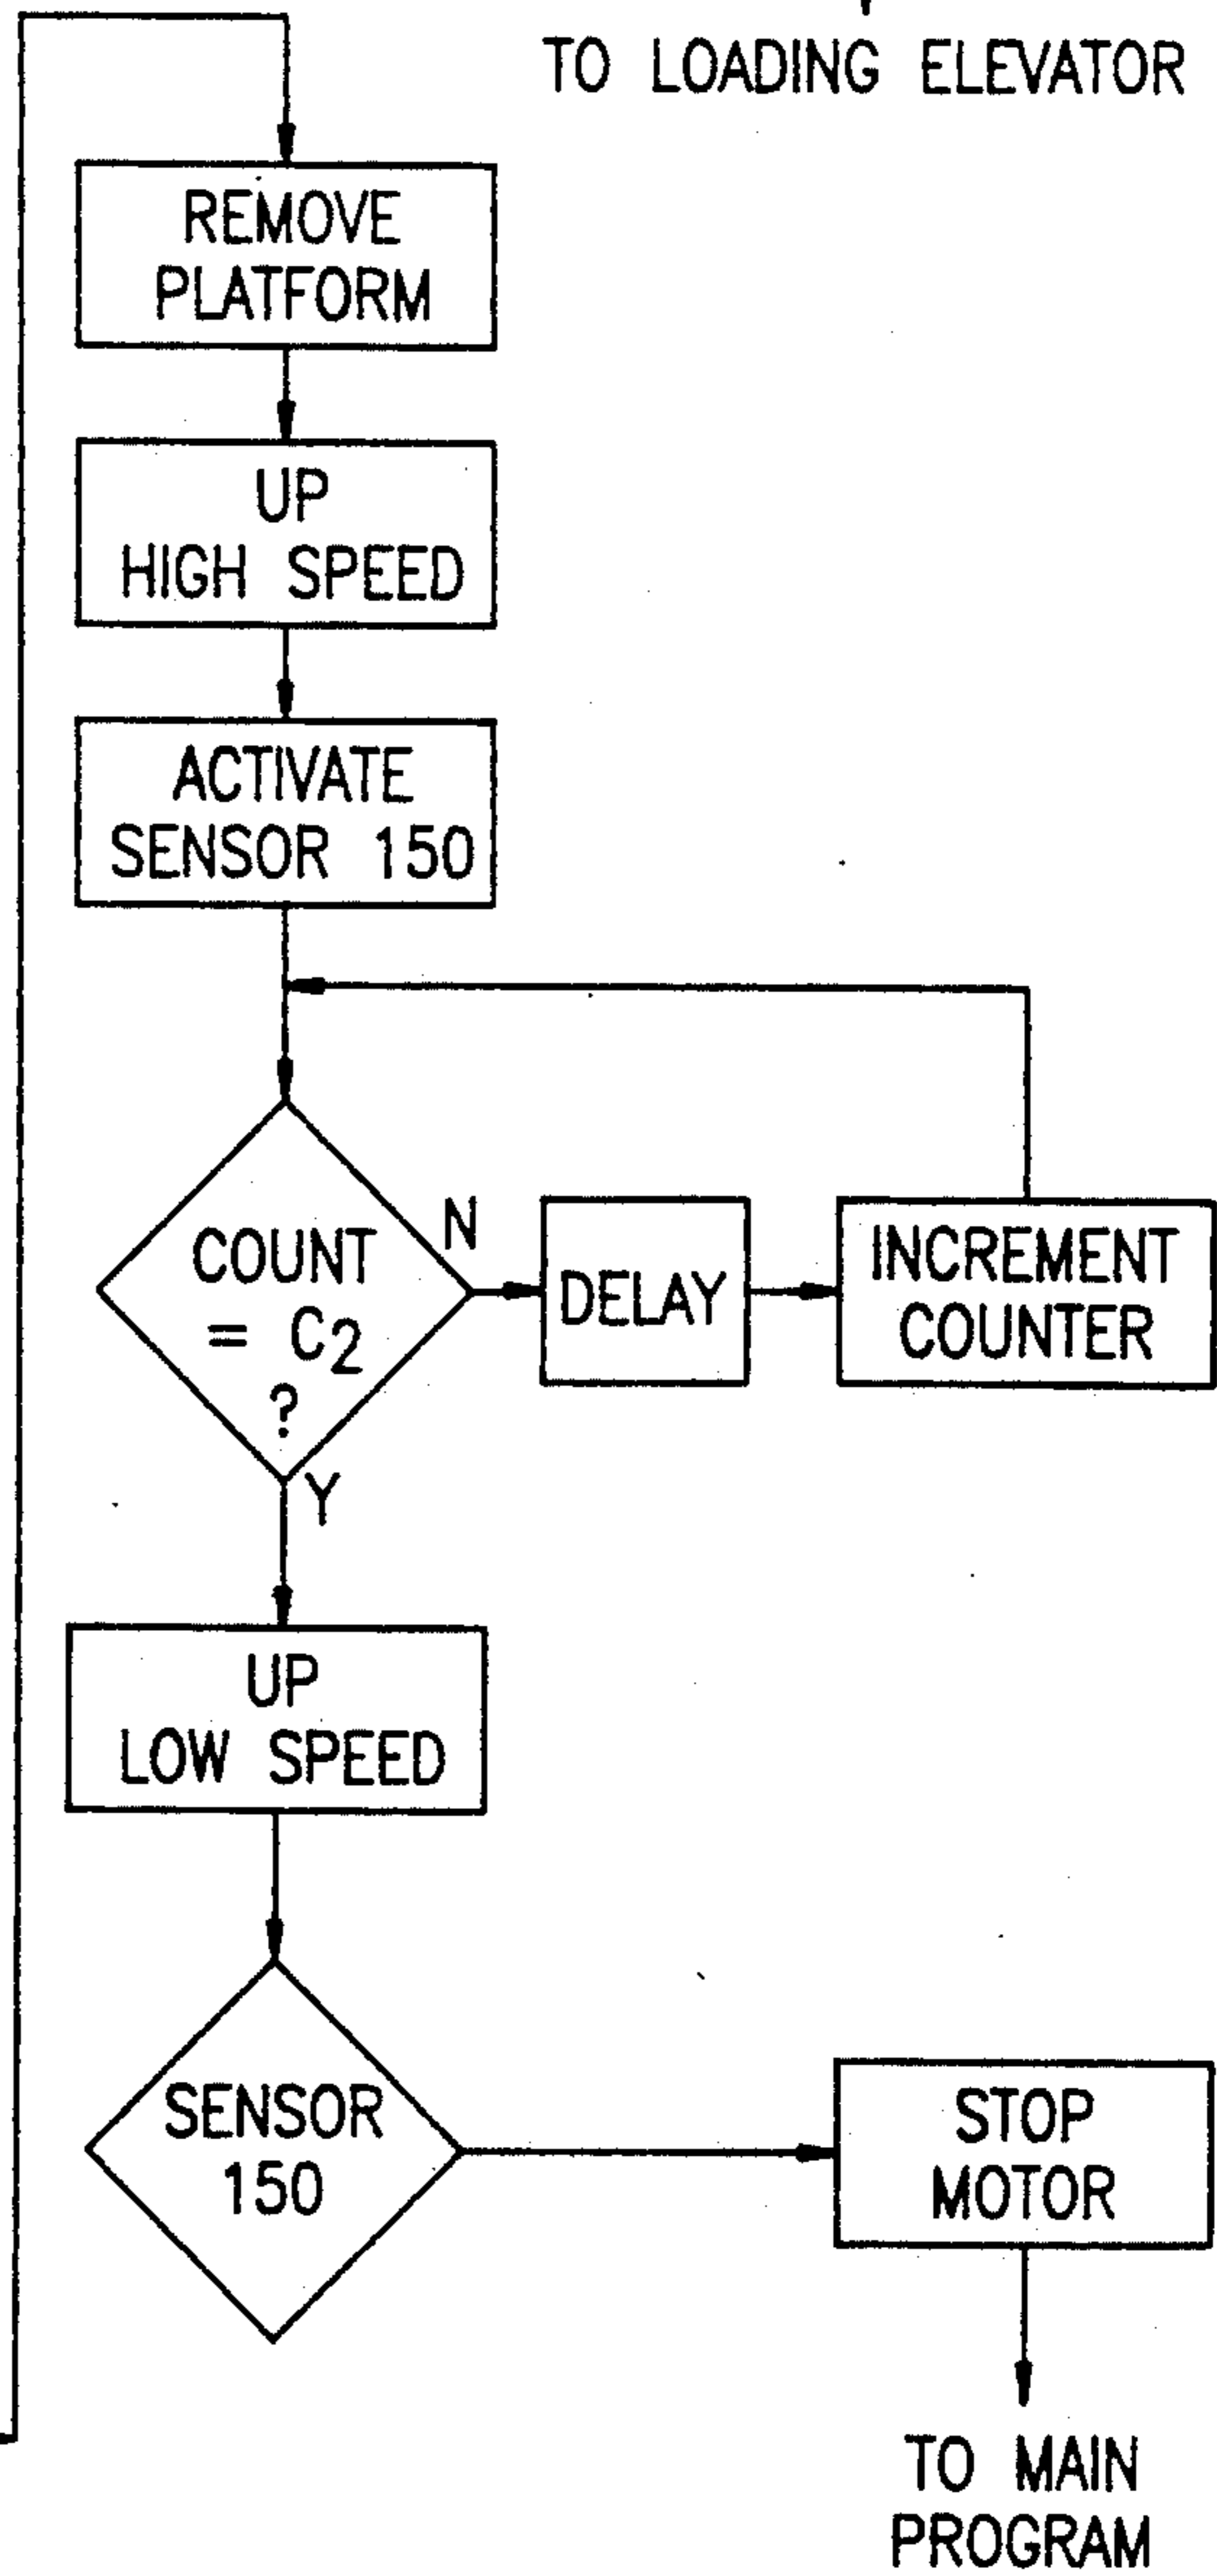 TO LOADING ELEVATOR
REMOVE
PLATFORM
UP
HIGH SPEED
ACTIVATE
SENSOR 150
COUNT
= C2
?
N
DELAY
INCREMENT
COUNTER
Y
UP
LOW SPEED
SENSOR
150
STOP
MOTOR
TO MAIN
PROGRAM